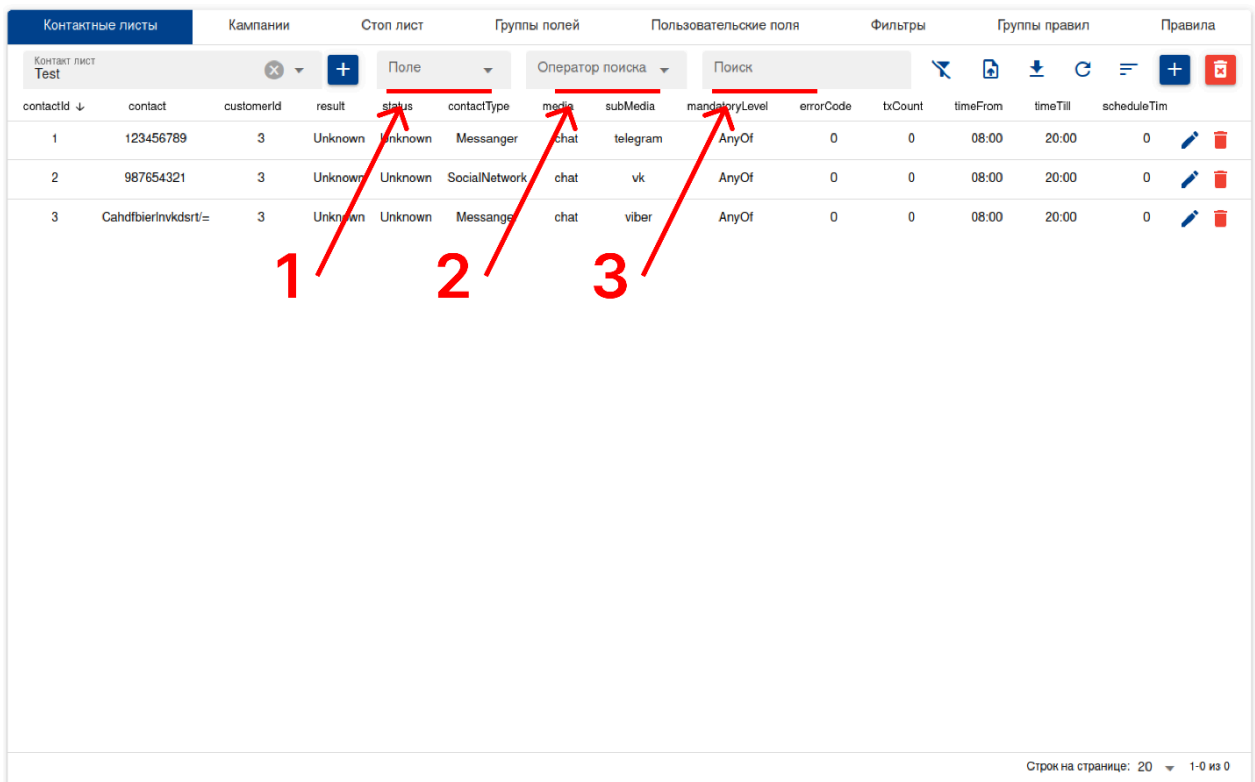 Контактные листы Кампании Стоп лист Группы полей Пользовательские поля Фильтры Группы правил Правила
Контакт лист
Test
Поле Оператор поиска Поиск
contactId contact customerId result status contactType media subMedia mandatoryLevel errorCode txCount timeFrom timeTill scheduleTim
1 123456789 3 Unknown Unknown Messanger chat telegram AnyOf 0 0 08:00 20:00 0
2 987654321 3 Unknown Unknown SocialNetwork chat vk AnyOf 0 0 08:00 20:00 0
3 3 Unknown Unknown Messanger chat viber AnyOf 0 0 08:00 20:00 0
1 2 3
Строк на странице: 20 1-0 из 0